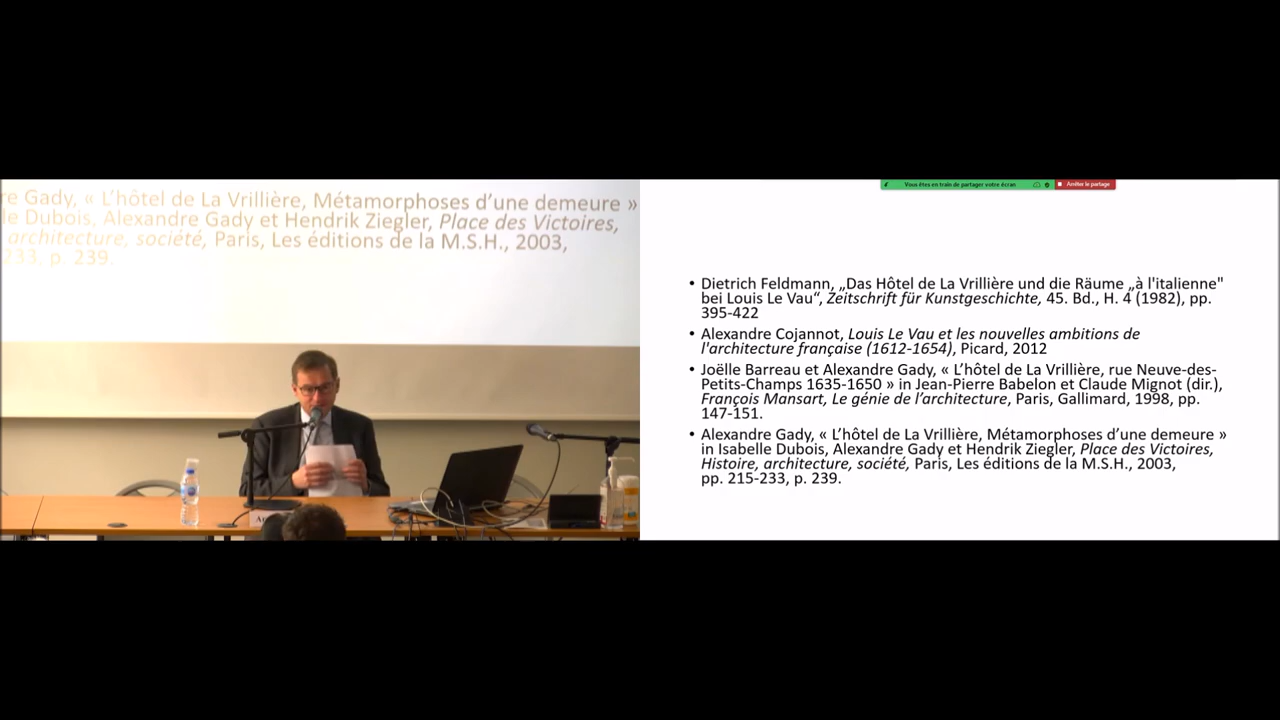 re Gady, « L’hôtel de La Vrillière, Métamorphoses d’une demeure »
le Dubois, Alexandre Gady et Hendrik Ziegler, Place des Victoires,
architecture, société, Paris, Les éditions de la M.S.H., 2003,
233, p. 239.
Vous êtes en train de partager votre écran
Arrêter le partage
• Dietrich Feldmann, „Das Hôtel de La Vrillière und die Räume „à l'italienne"
bei Louis Le Vau“, Zeitschrift für Kunstgeschichte, 45. Bd., H. 4 (1982), pp.
395-422
• Alexandre Cojannot, Louis Le Vau et les nouvelles ambitions de
l'architecture française (1612-1654), Picard, 2012
• Joëlle Barreau et Alexandre Gady, « L’hôtel de La Vrillière, rue Neuve-des-
Petits-Champs 1635-1650 » in Jean-Pierre Babelon et Claude Mignot (dir.),
François Mansart, Le génie de l’architecture, Paris, Gallimard, 1998, pp.
147-151.
• Alexandre Gady, « L’hôtel de La Vrillière, Métamorphoses d’une demeure »
in Isabelle Dubois, Alexandre Gady et Hendrik Ziegler, Place des Victoires,
Histoire, architecture, société, Paris, Les éditions de la M.S.H., 2003,
pp. 215-233, p. 239.